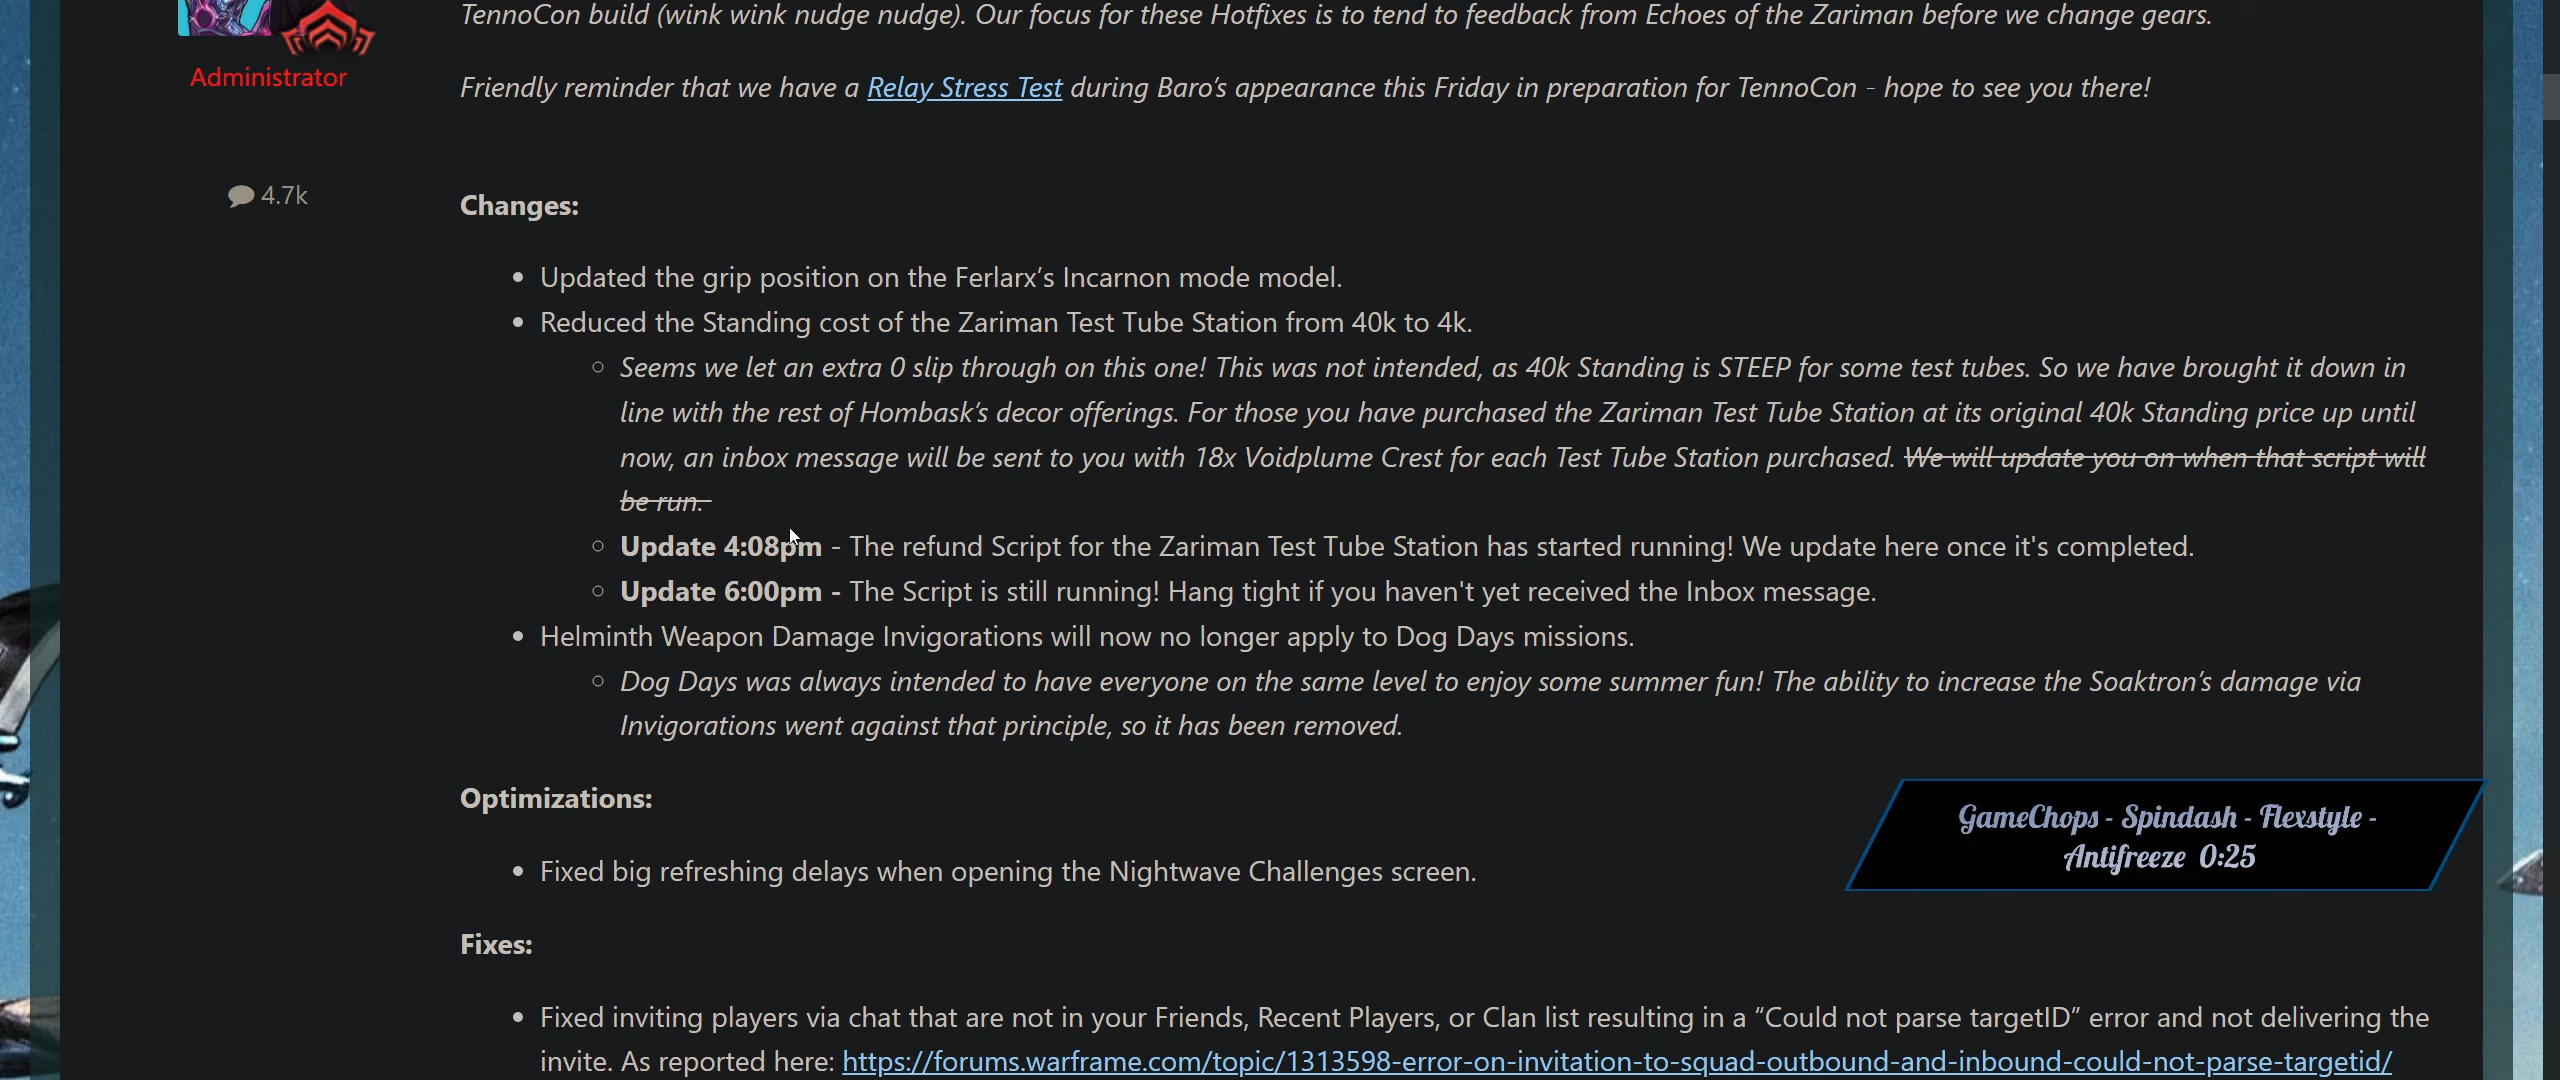 TennoCon build (wink wink nudge nudge). Our focus for these Hotfixes is to tend to feedback from Echoes of the Zariman before we change gears.
Administrator
Friendly reminder that we have a Relay Stress Test during Baro’s appearance this Friday in preparation for TennoCon - hope to see you there!
4.7k
Changes:
• Updated the grip position on the Ferlarx’s Incarnon mode model.
• Reduced the Standing cost of the Zariman Test Tube Station from 40k to 4k.
◦ Seems we let an extra 0 slip through on this one! This was not intended, as 40k Standing is STEEP for some test tubes. So we have brought it down in
line with the rest of Hombask’s decor offerings. For those you have purchased the Zariman Test Tube Station at its original 40k Standing price up until
now, an inbox message will be sent to you with 18x Voidplume Crest for each Test Tube Station purchased. We will update you on when that script will
be run.
◦ Update 4:08pm - The refund Script for the Zariman Test Tube Station has started running! We update here once it's completed.
◦ Update 6:00pm - The Script is still running! Hang tight if you haven't yet received the Inbox message.
• Helminth Weapon Damage Invigorations will now no longer apply to Dog Days missions.
◦ Dog Days was always intended to have everyone on the same level to enjoy some summer fun! The ability to increase the Soaktron’s damage via
Invigorations went against that principle, so it has been removed.
Optimizations:
• Fixed big refreshing delays when opening the Nightwave Challenges screen.
GameChops - Spindash - Flexstyle -
Antifreeze 0:25
Fixes:
• Fixed inviting players via chat that are not in your Friends, Recent Players, or Clan list resulting in a “Could not parse targetID” error and not delivering the
invite. As reported here: https://forums.warframe.com/topic/1313598-error-on-invitation-to-squad-outbound-and-inbound-could-not-parse-targetid/